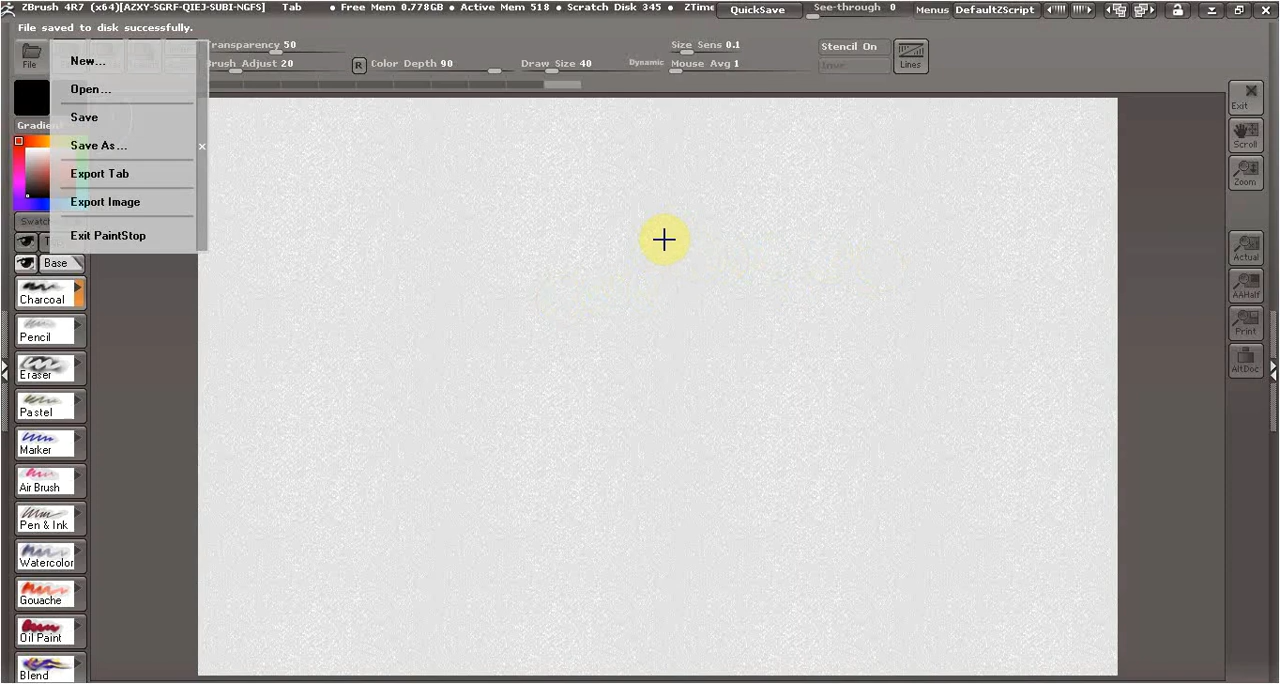 ZBrush 4R7 (x64)[AZXY-SGRF-QIEJ-SUBI-NGFS] Tab • Free Mem 0.778GB • Active Mem 518 • Scratch Disk 345 • ZTime QuickSave See-through 0 Menus DefaultZScript
File saved to disk successfully.
Transparency 50 Size Sens 0.1 Stencil On
File Brush Adjust 20 R Color Depth 90 Draw Size 40 Dynamic Mouse Avg 1 Lines
New...
Open...
Save
Save As...
Export Tab
Export Image
Exit PaintStop
Base
Charcoal
Pencil
Eraser
Pastel
Marker
Air Brush
Pen & Ink
Watercolor
Gouache
Oil Paint
Blend
Exit
Scroll
Zoom
Actual
AAHalf
Print
AltDoc